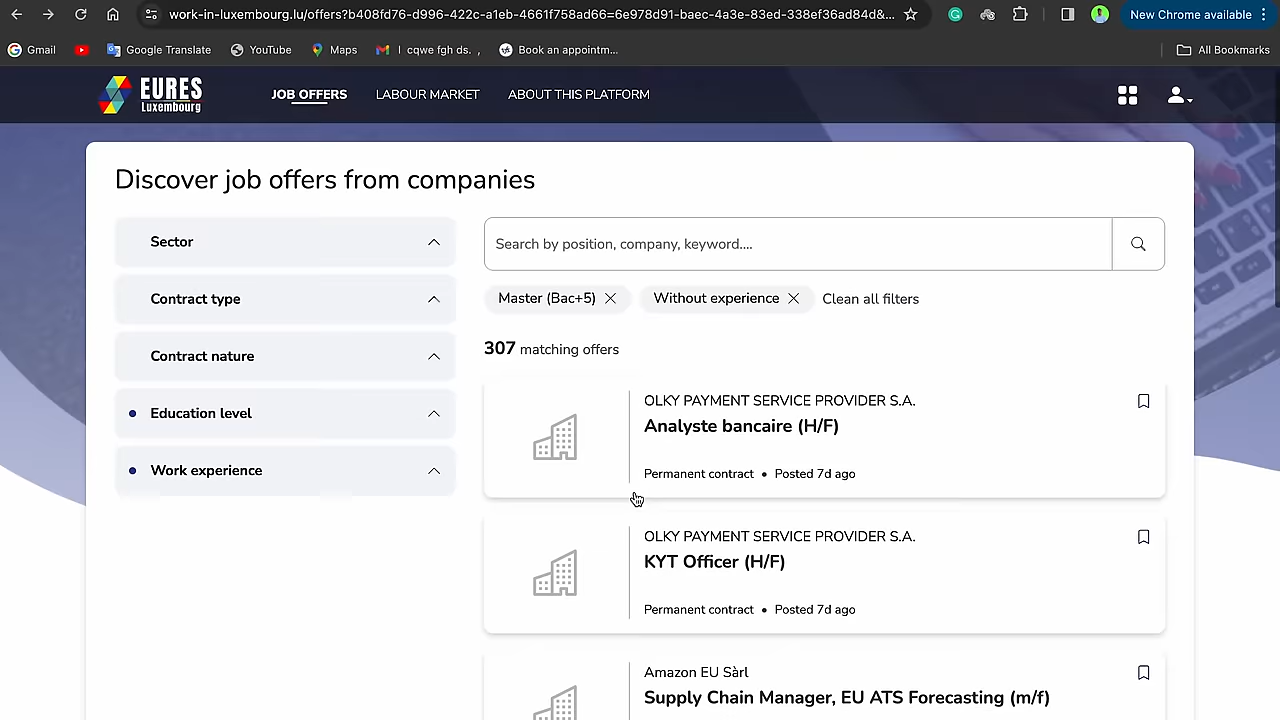 work-in-luxembourg.lu/offers?b408fd76-d996-422c-a1eb-4661f758ad66=6e978d91-baec-4a3e-83ed-338ef36ad84d&...
New Chrome available
Gmail
Google Translate
YouTube
Maps
I cqwe fgh ds. ,
Book an appointm...
All Bookmarks
EURES
Luxembourg
JOB OFFERS
LABOUR MARKET
ABOUT THIS PLATFORM
Discover job offers from companies
Sector
Contract type
Contract nature
Education level
Work experience
Search by position, company, keyword....
Master (Bac+5)
Without experience
Clean all filters
307 matching offers
OLKY PAYMENT SERVICE PROVIDER S.A.
Analyste bancaire (H/F)
Permanent contract • Posted 7d ago
OLKY PAYMENT SERVICE PROVIDER S.A.
KYT Officer (H/F)
Permanent contract • Posted 7d ago
Amazon EU Sàrl
Supply Chain Manager, EU ATS Forecasting (m/f)